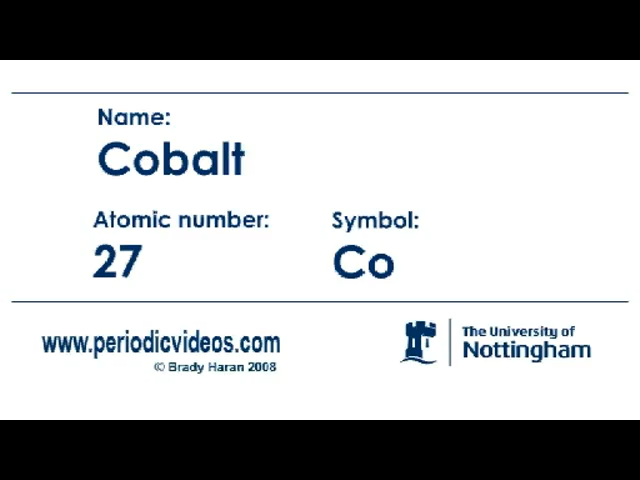 Name:
Cobalt
Atomic number:
27
Symbol:
Co
www.periodicvideos.com
© Brady Haran 2008
The University of
Nottingham